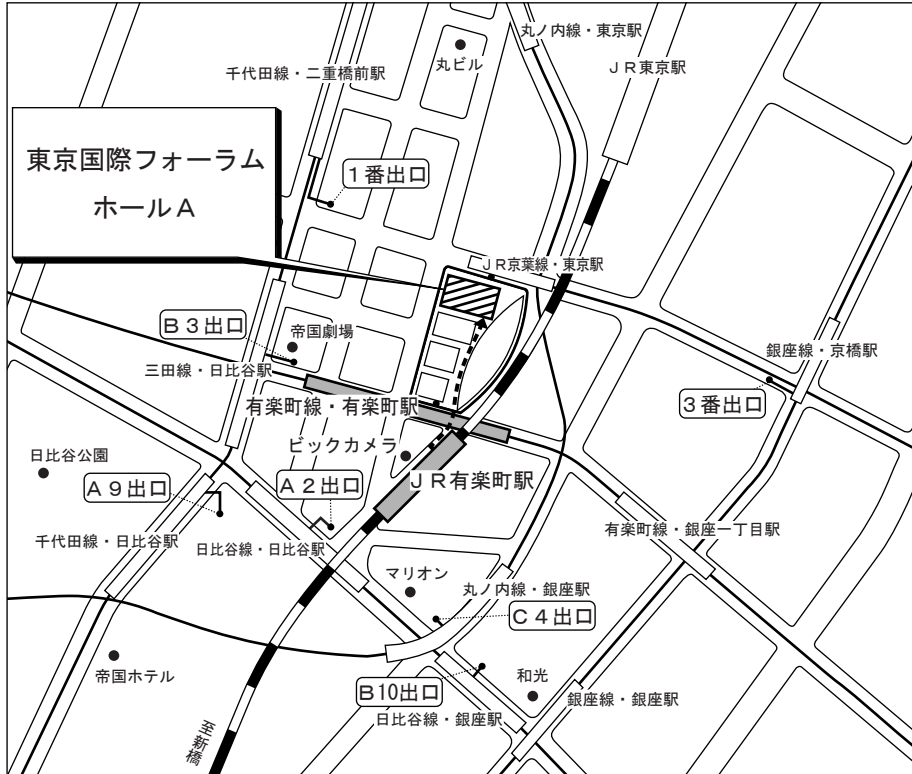 丸ノ内線・東京駅
丸ビル
JR東京駅
千代田線・二重橋前駅
東京国際フォーラム
ホールA
1番出口
JR京葉線・東京駅
B3出口
帝国劇場
三田線・日比谷駅
銀座線・京橋駅
3番出口
有楽町線・有楽町駅
ビックカメラ
日比谷公園
A9出口
A2出口
JR有楽町駅
千代田線・日比谷駅
日比谷線・日比谷駅
有楽町線・銀座一丁目駅
マリオン
丸ノ内線・銀座駅
C4出口
帝国ホテル
B10出口
和光
銀座線・銀座駅
日比谷線・銀座駅
至新橋